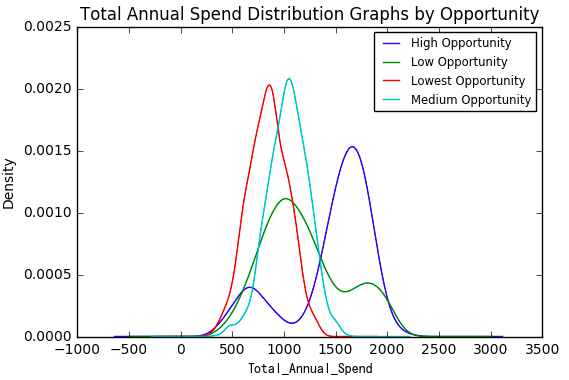 Total Annual Spend Distribution Graphs by Opportunity
0.0025
0.0020
0.0015
0.0010
0.0005
0.0000
Density
High Opportunity
Low Opportunity
Lowest Opportunity
Medium Opportunity
−1000 −500 0 500 1000 1500 2000 2500 3000 3500
Total_Annual_Spend